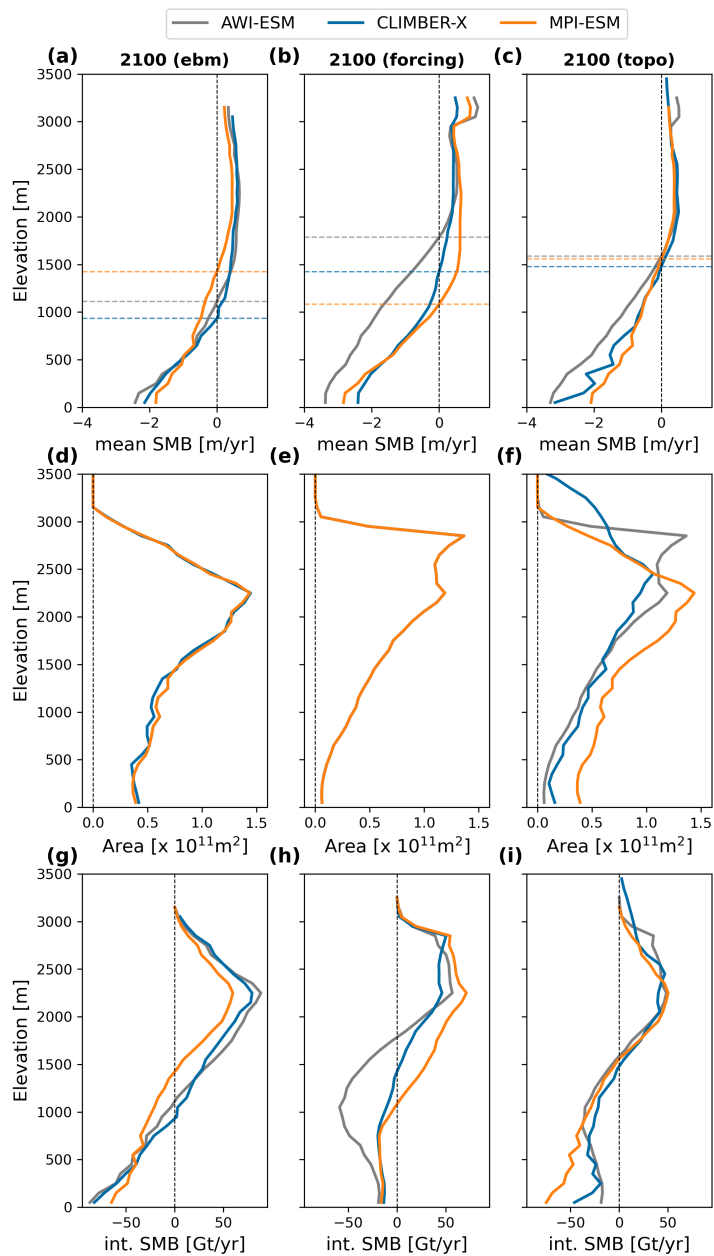 AWI-ESM CLIMBER-X MPI-ESM
(a) 2100 (ebm) (b) 2100 (forcing) (c) 2100 (topo)
3500
3000
2500
2000
1500
1000
500
0
Elevation [m]
−4 −2 0 −4 −2 0 −4 −2 0
mean SMB [m/yr] mean SMB [m/yr] mean SMB [m/yr]
(d) (e) (f)
3500
3000
2500
2000
1500
1000
500
0
Elevation [m]
0.0 0.5 1.0 1.5 0.0 0.5 1.0 1.5 0.0 0.5 1.0 1.5
Area [x 10¹¹m²] Area [x 10¹¹m²] Area [x 10¹¹m²]
(g) (h) (i)
3500
3000
2500
2000
1500
1000
500
0
Elevation [m]
−50 0 50 −50 0 50 −50 0 50
int. SMB [Gt/yr] int. SMB [Gt/yr] int. SMB [Gt/yr]